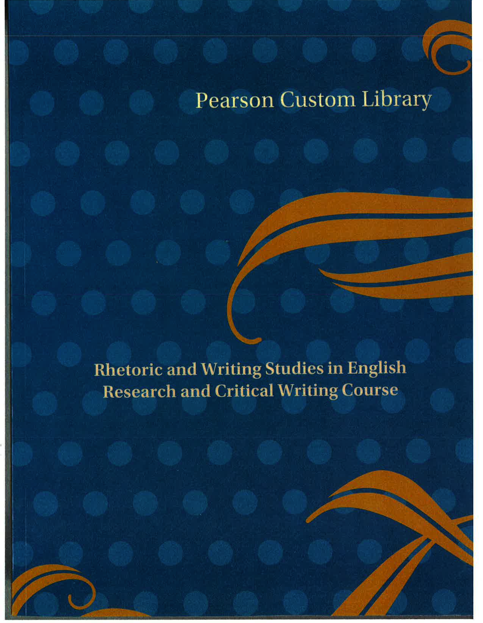 Pearson Custom Library
Rhetoric and Writing Studies in English
Research and Critical Writing Course